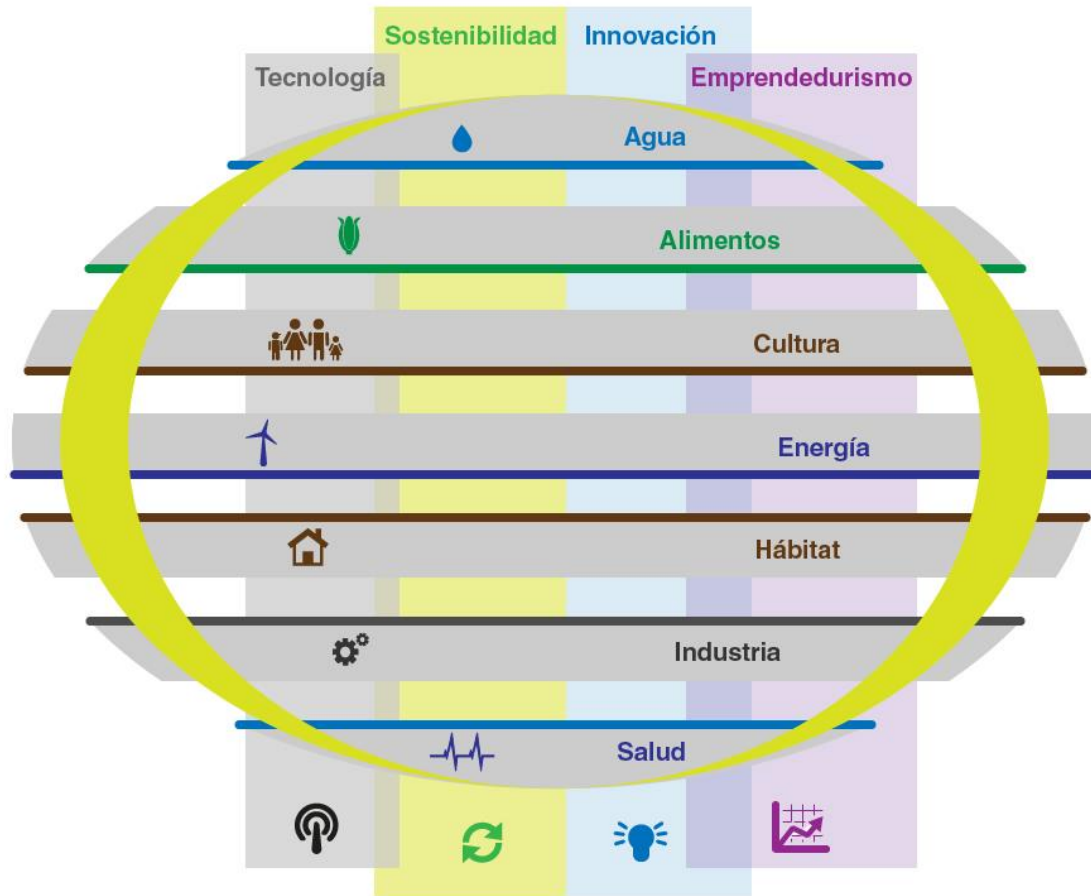 Sostenibilidad
Innovación
Tecnología
Emprendedurismo
Agua
Alimentos
Cultura
Energía
Hábitat
Industria
Salud